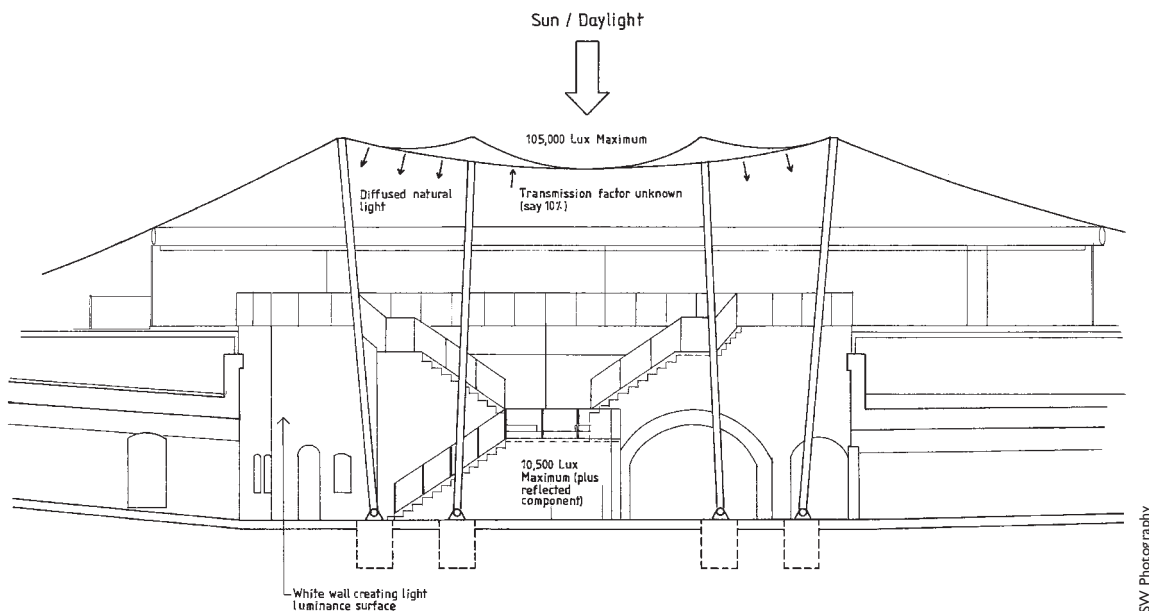 Sun / Daylight
105,000 Lux Maximum
Diffused natural
light
Transmission factor unknown
(say 10%)
10,500 Lux
Maximum (plus
reflected
component)
White wall creating light
luminance surface
SW Photography